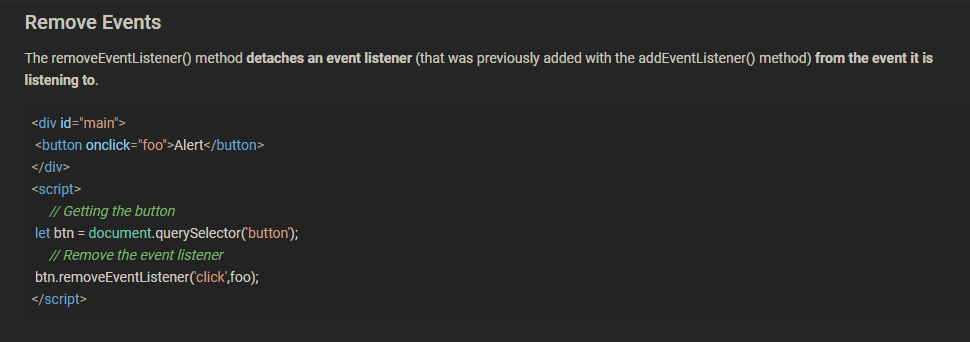 Remove Events
The removeEventListener() method detaches an event listener (that was previously added with the addEventListener() method) from the event it is
listening to.
<div id="main">
<button onclick="foo">Alert</button>
</div>
<script>
// Getting the button
let btn = document.querySelector('button');
// Remove the event listener
btn.removeEventListener('click',foo);
</script>